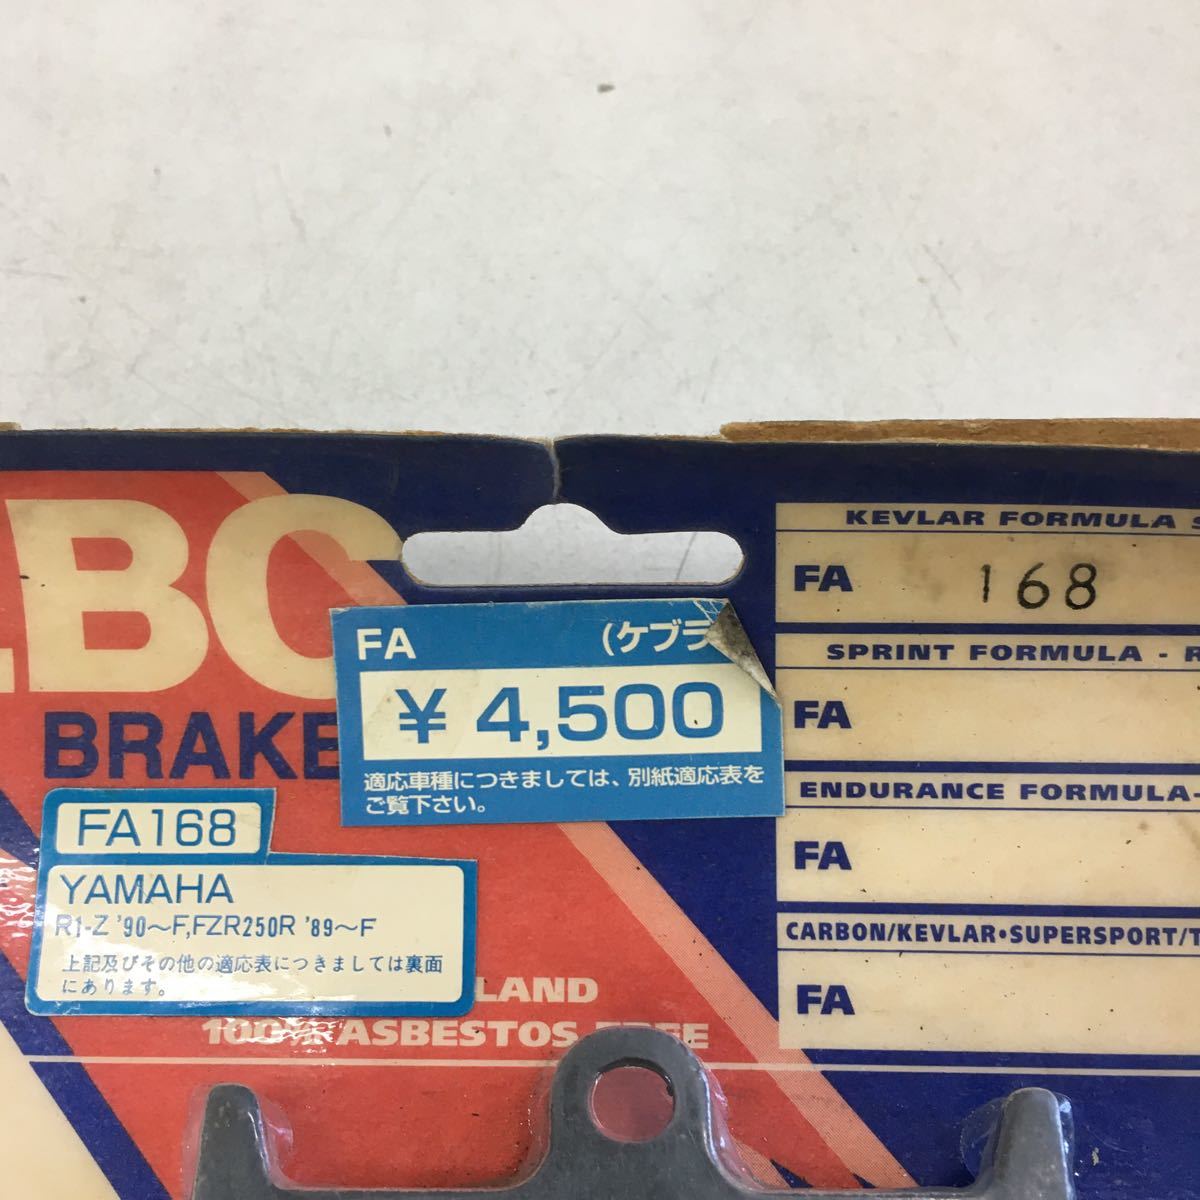 BC
BRAKE
FA
(ケブラ
¥ 4,500
適応車種につきましては、別紙適応表を
ご覧下さい。
FA168
YAMAHA
R1-Z '90〜F,FZR250R '89〜F
上記及びその他の適応表につきましては裏面
にあります。
LAND
100% ASBESTOS FREE
KEVLAR FORMULA
FA 168
SPRINT FORMULA - R
FA
ENDURANCE FORMULA-
FA
CARBON/KEVLAR•SUPERSPORT/T
FA